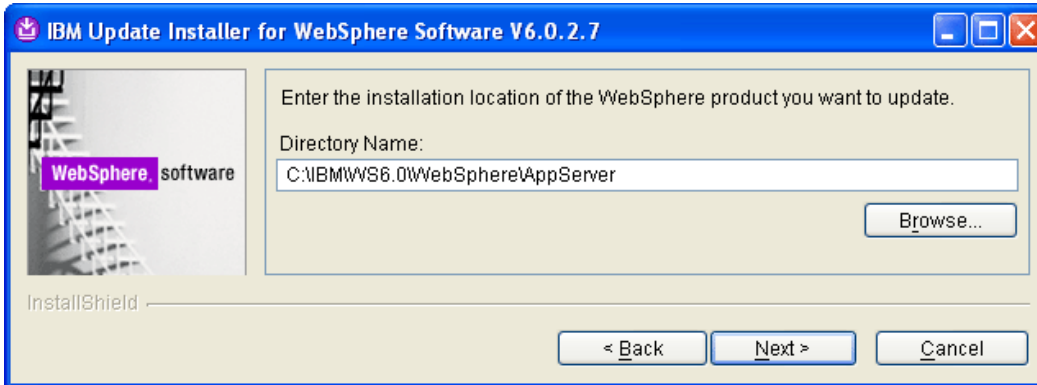 IBM Update Installer for WebSphere Software V6.0.2.7
Enter the installation location of the WebSphere product you want to update.
Directory Name:
C:\IBM\WS6.0\WebSphere\AppServer
WebSphere. software
Browse...
InstallShield
< Back
Next >
Cancel